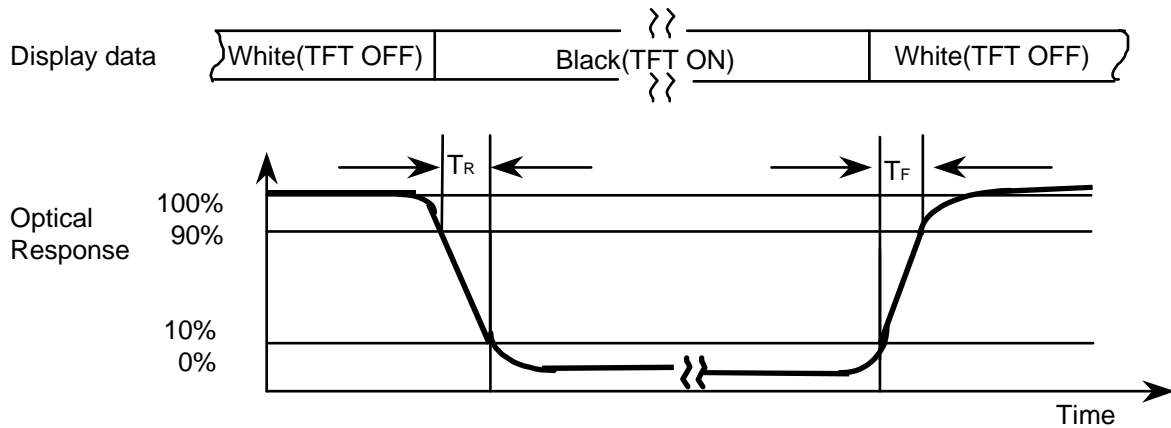 Display data
White(TFT OFF)
Black(TFT ON)
White(TFT OFF)
TR
TF
Optical
Response
100%
90%
10%
0%
Time